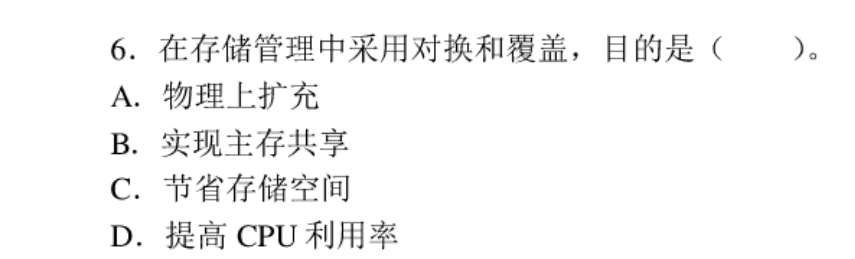 6．在存储管理中采用对换和覆盖，目的是（　　）。
A．物理上扩充
B．实现主存共享
C．节省存储空间
D．提高 CPU 利用率